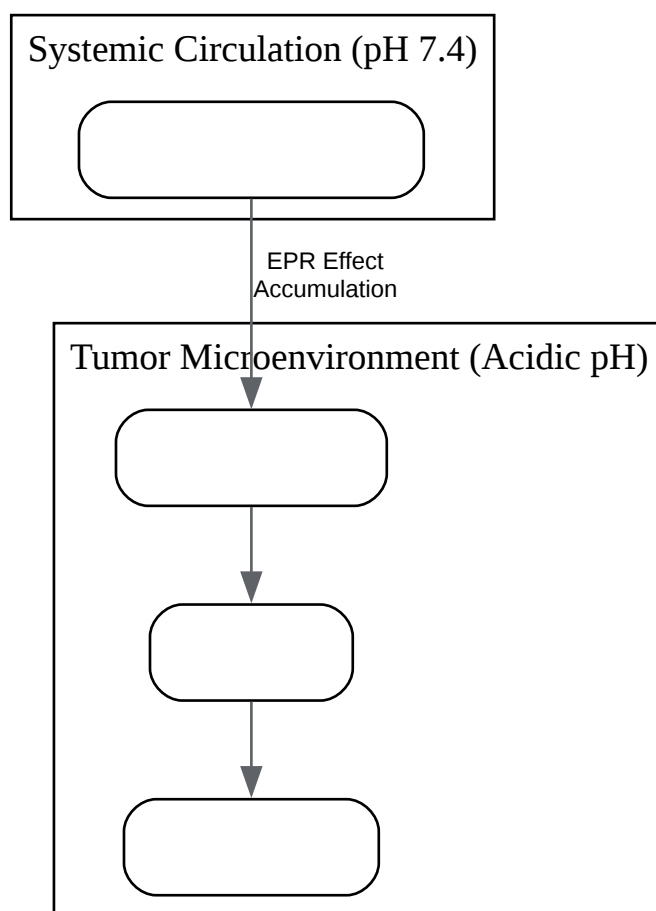 Systemic Circulation (pH 7.4)
EPR Effect
Accumulation
Tumor Microenvironment (Acidic pH)